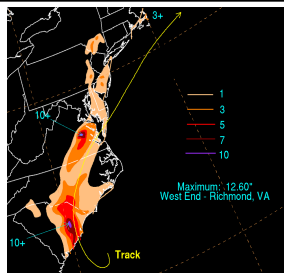 3+
10+
1
3
5
7
10
Maximum: 12.60"
West End - Richmond, VA
10+
Track